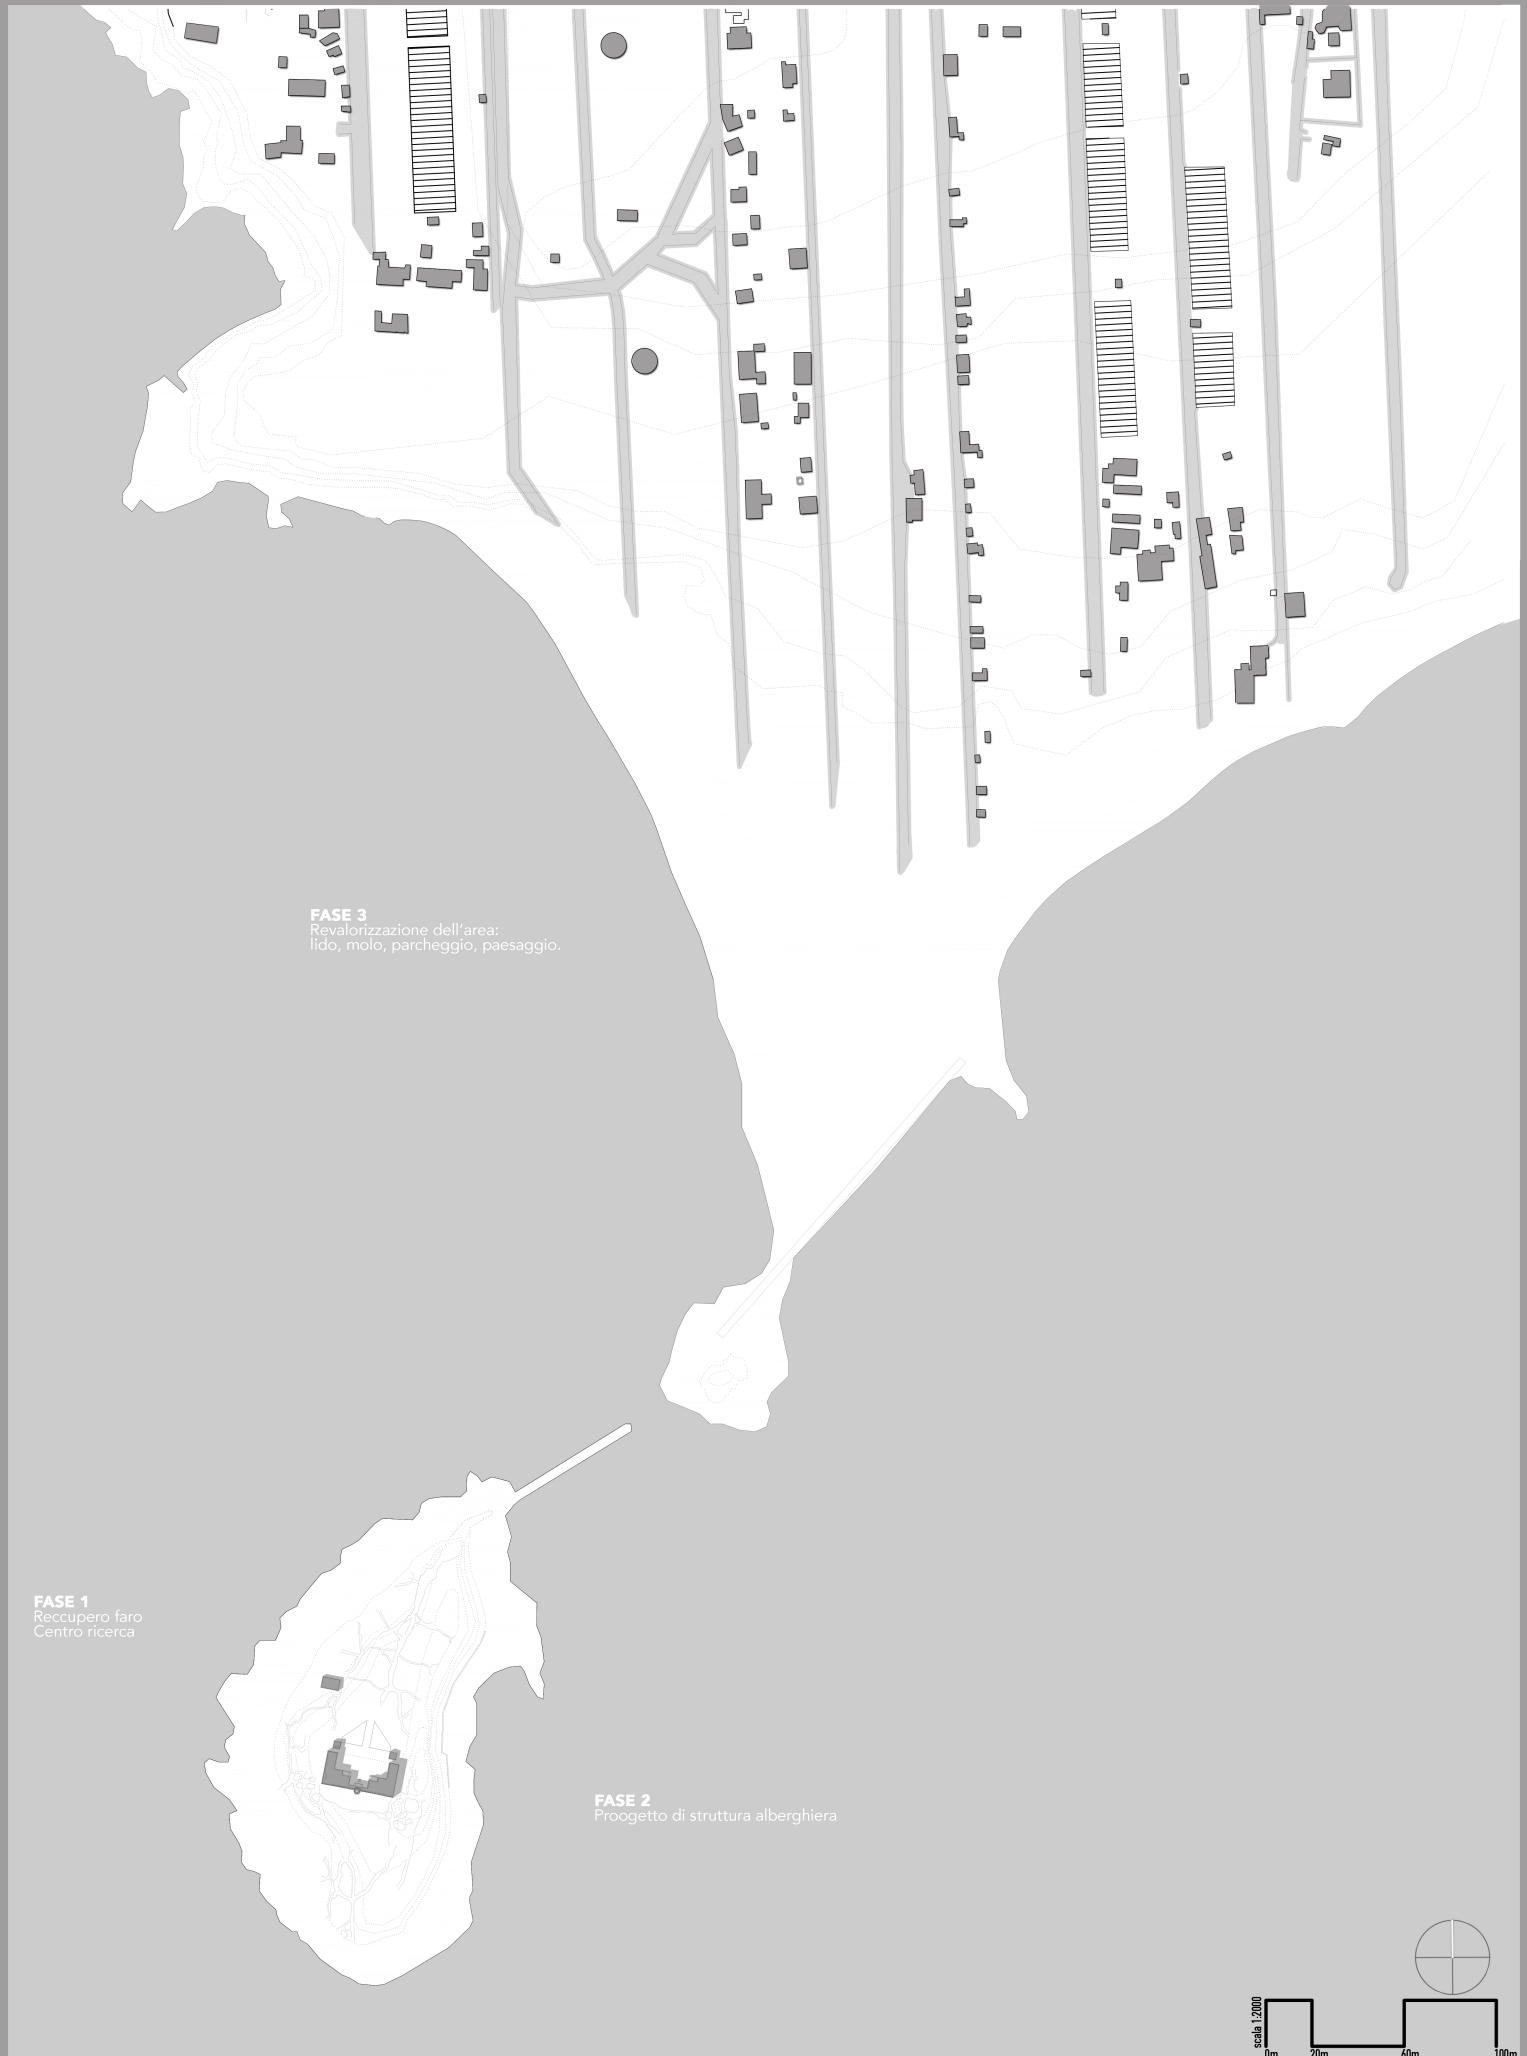 FASE 3
Revalorizzazione dell'area:
lido, molo, parcheggio, paesaggio.
FASE 1
Reccupero faro
Centro ricerca
FASE 2
Proogetto di struttura alberghiera
scala 1:2000
0m 20m 60m 100m